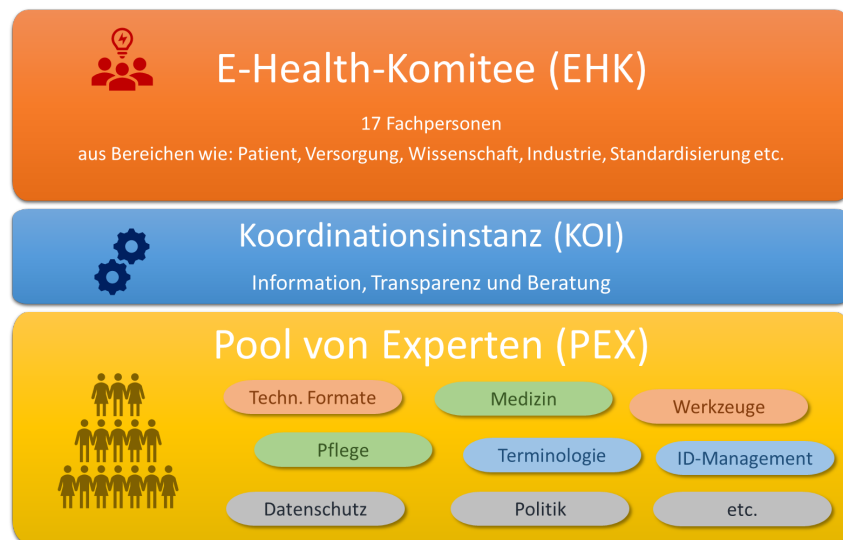 E-Health-Komitee (EHK)
17 Fachpersonen
aus Bereichen wie: Patient, Versorgung, Wissenschaft, Industrie, Standardisierung etc.
Koordinationsinstanz (KOI)
Information, Transparenz und Beratung
Pool von Experten (PEX)
Techn. Formate
Medizin
Werkzeuge
Pflege
Terminologie
ID-Management
Datenschutz
Politik
etc.